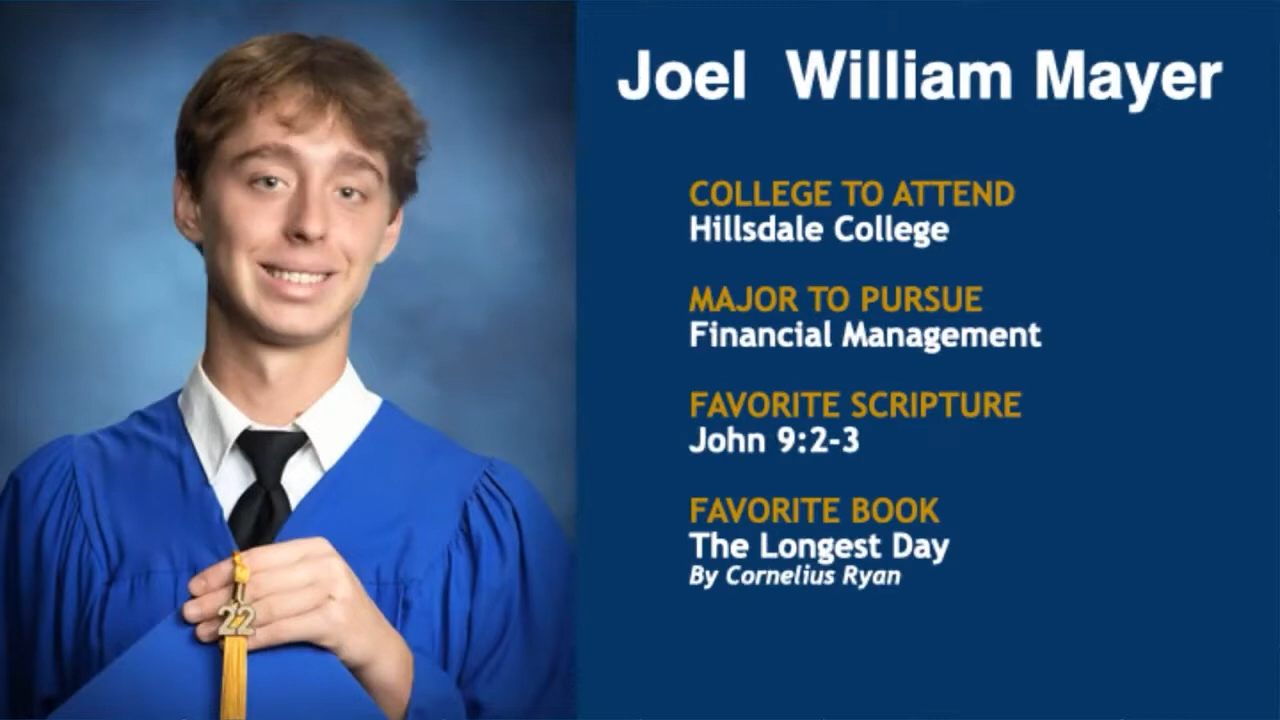 Joel William Mayer
COLLEGE TO ATTEND
Hillsdale College
MAJOR TO PURSUE
Financial Management
FAVORITE SCRIPTURE
John 9:2-3
FAVORITE BOOK
The Longest Day
By Cornelius Ryan
22